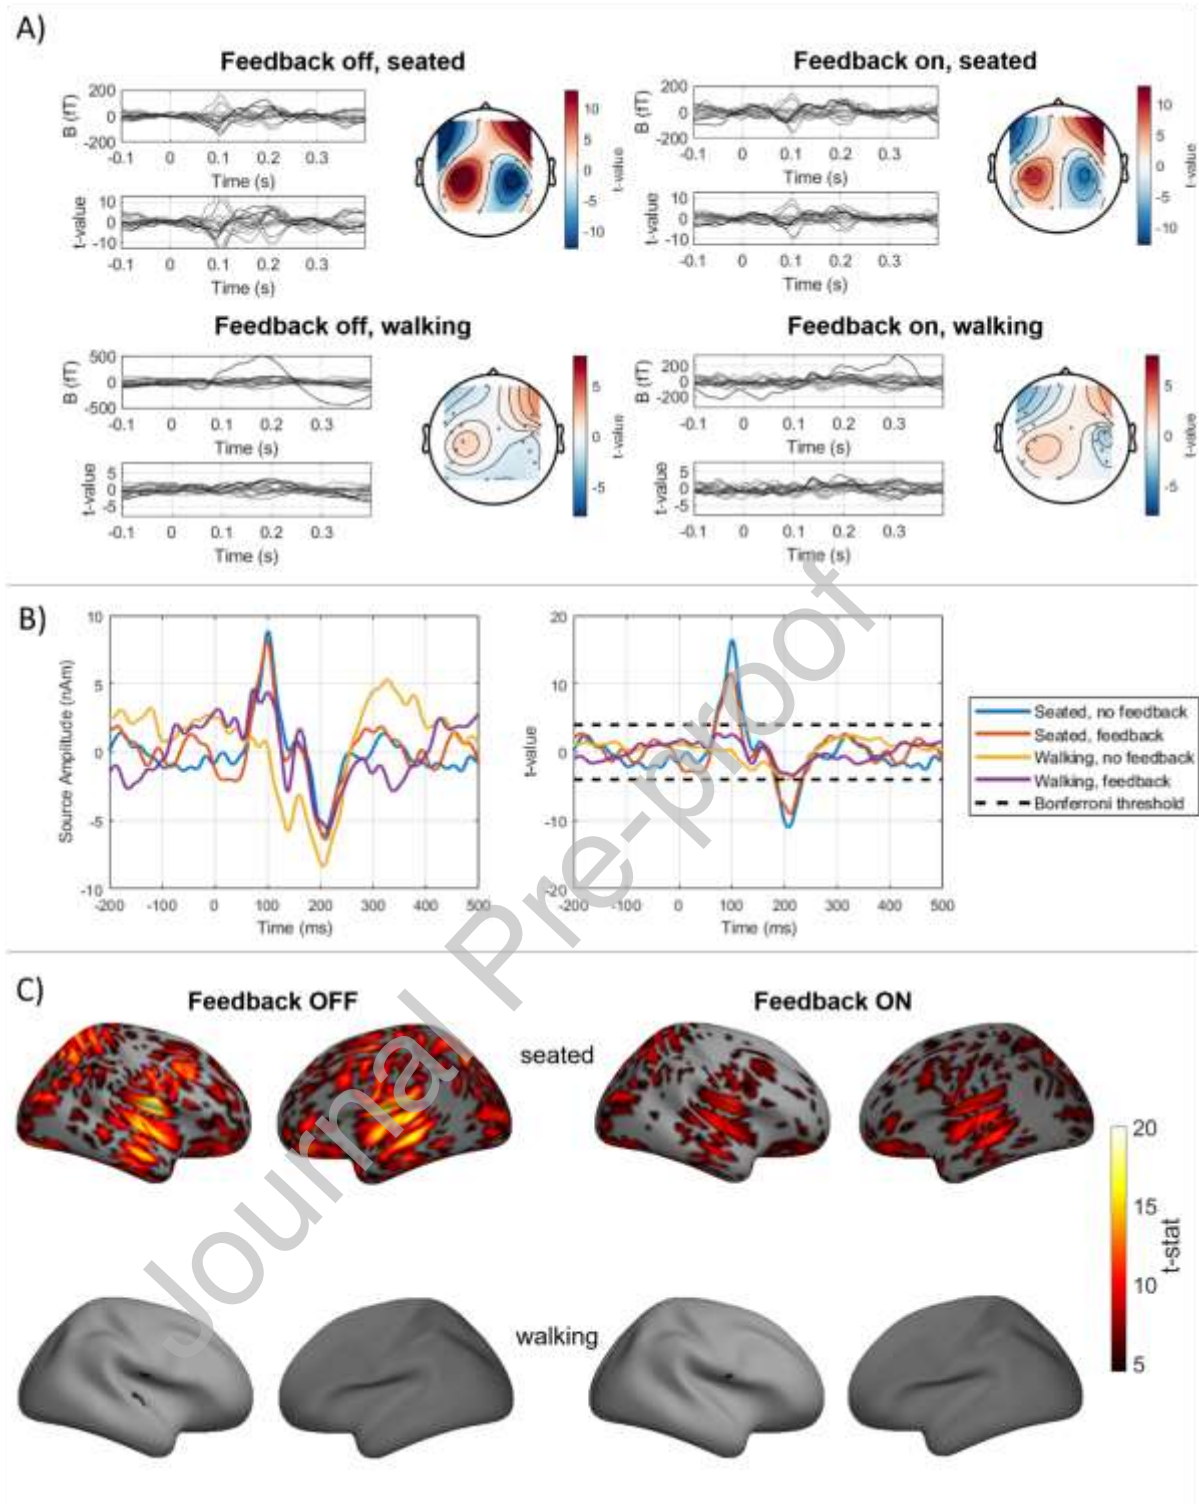 A)
Feedback off, seated
200
0
-200
B (fT)
-0.1 0 0.1 0.2 0.3
Time (s)
10
0
-10
t-value
-0.1 0 0.1 0.2 0.3
Time (s)
10
5
0
-5
-10
t-value
Feedback on, seated
200
0
-200
B (fT)
-0.1 0 0.1 0.2 0.3
Time (s)
10
0
-10
t-value
-0.1 0 0.1 0.2 0.3
Time (s)
10
5
0
-5
-10
t-value
Feedback off, walking
500
0
-500
B (fT)
-0.1 0 0.1 0.2 0.3
Time (s)
5
0
-5
t-value
-0.1 0 0.1 0.2 0.3
Time (s)
5
0
-5
t-value
Feedback on, walking
200
0
-200
B (fT)
-0.1 0 0.1 0.2 0.3
Time (s)
5
0
-5
t-value
-0.1 0 0.1 0.2 0.3
Time (s)
5
0
-5
t-value
B)
10
5
0
-5
-10
Source Amplitude (nAm)
-200 -100 0 100 200 300 400 500
Time (ms)
20
10
0
-10
-20
t-value
-200 -100 0 100 200 300 400 500
Time (ms)
Seated, no feedback
Seated, feedback
Walking, no feedback
Walking, feedback
Bonferroni threshold
C)
Feedback OFF
Feedback ON
seated
walking
20
15
10
5
t-stat
Journal Pre-proof